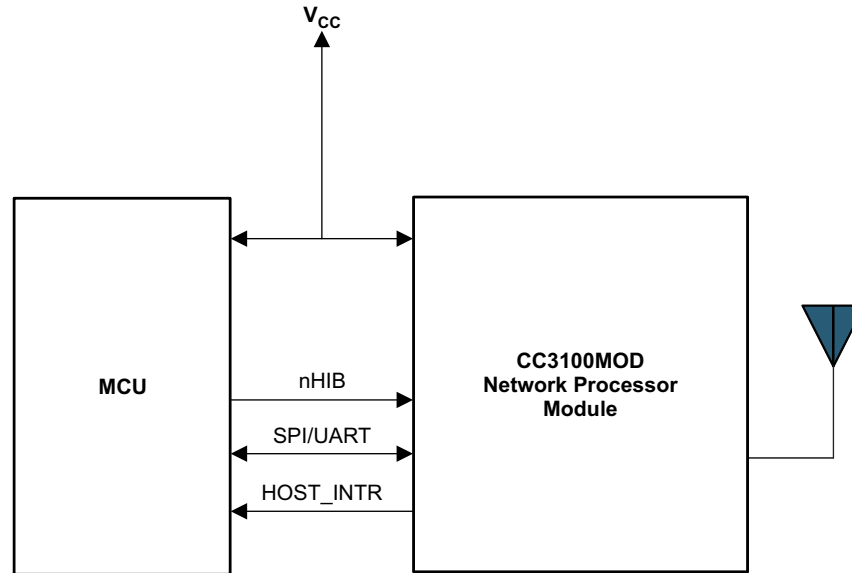 VCC
MCU
nHIB
SPI/UART
HOST_INTR
CC3100MOD
Network Processor
Module